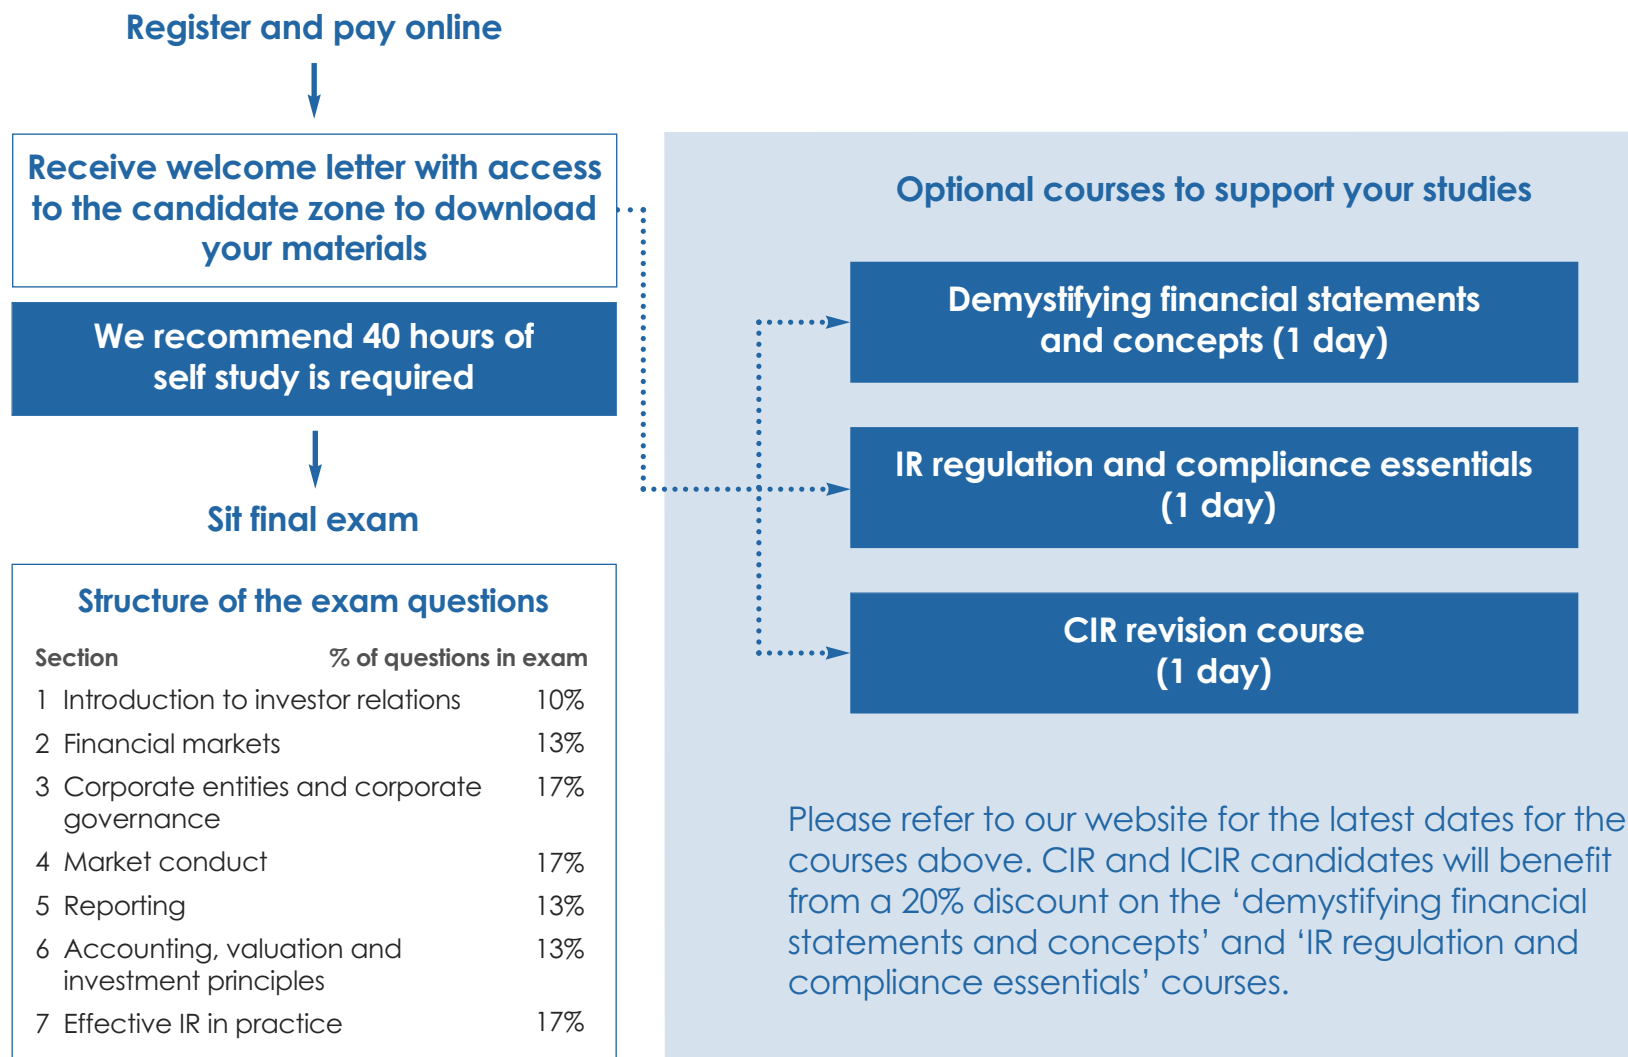 Register and pay online
Receive welcome letter with access
to the candidate zone to download
your materials
We recommend 40 hours of
self study is required
Sit final exam
Structure of the exam questions
Section % of questions in exam
1 Introduction to investor relations 10%
2 Financial markets 13%
3 Corporate entities and corporate 17%
governance
4 Market conduct 17%
5 Reporting 13%
6 Accounting, valuation and 13%
investment principles
7 Effective IR in practice 17%
Optional courses to support your studies
Demystifying financial statements
and concepts (1 day)
IR regulation and compliance essentials
(1 day)
CIR revision course
(1 day)
Please refer to our website for the latest dates for the
courses above. CIR and ICIR candidates will benefit
from a 20% discount on the ‘demystifying financial
statements and concepts’ and ‘IR regulation and
compliance essentials’ courses.